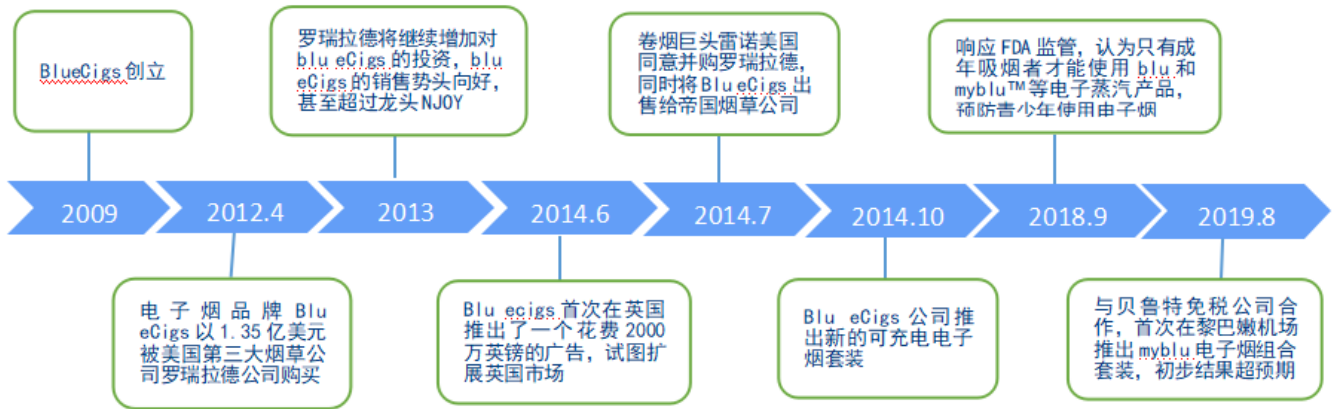 BlueCigs创立
罗瑞拉德将继续增加对
blu eCigs的投资，blu
eCigs的销售势头向好，
甚至超过龙头NJOY
卷烟巨头雷诺美国
同意并购罗瑞拉德，
同时将Blu eCigs出
售给帝国烟草公司
响应FDA监管，认为只有成
年吸烟者才能使用blu和
myblu™等电子蒸汽产品，
预防青少年使用电子烟
2009
2012.4
2013
2014.6
2014.7
2014.10
2018.9
2019.8
电子烟品牌Blu
eCigs以1.35亿美元
被美国第三大烟草公
司罗瑞拉德公司购买
Blu ecigs首次在英国
推出了一个花费2000
万英镑的广告，试图扩
展英国市场
Blu eCigs公司推
出新的可充电电子
烟套装
与贝鲁特免税公司合
作，首次在黎巴嫩机场
推出myblu电子烟组合
套装，初步结果超预期